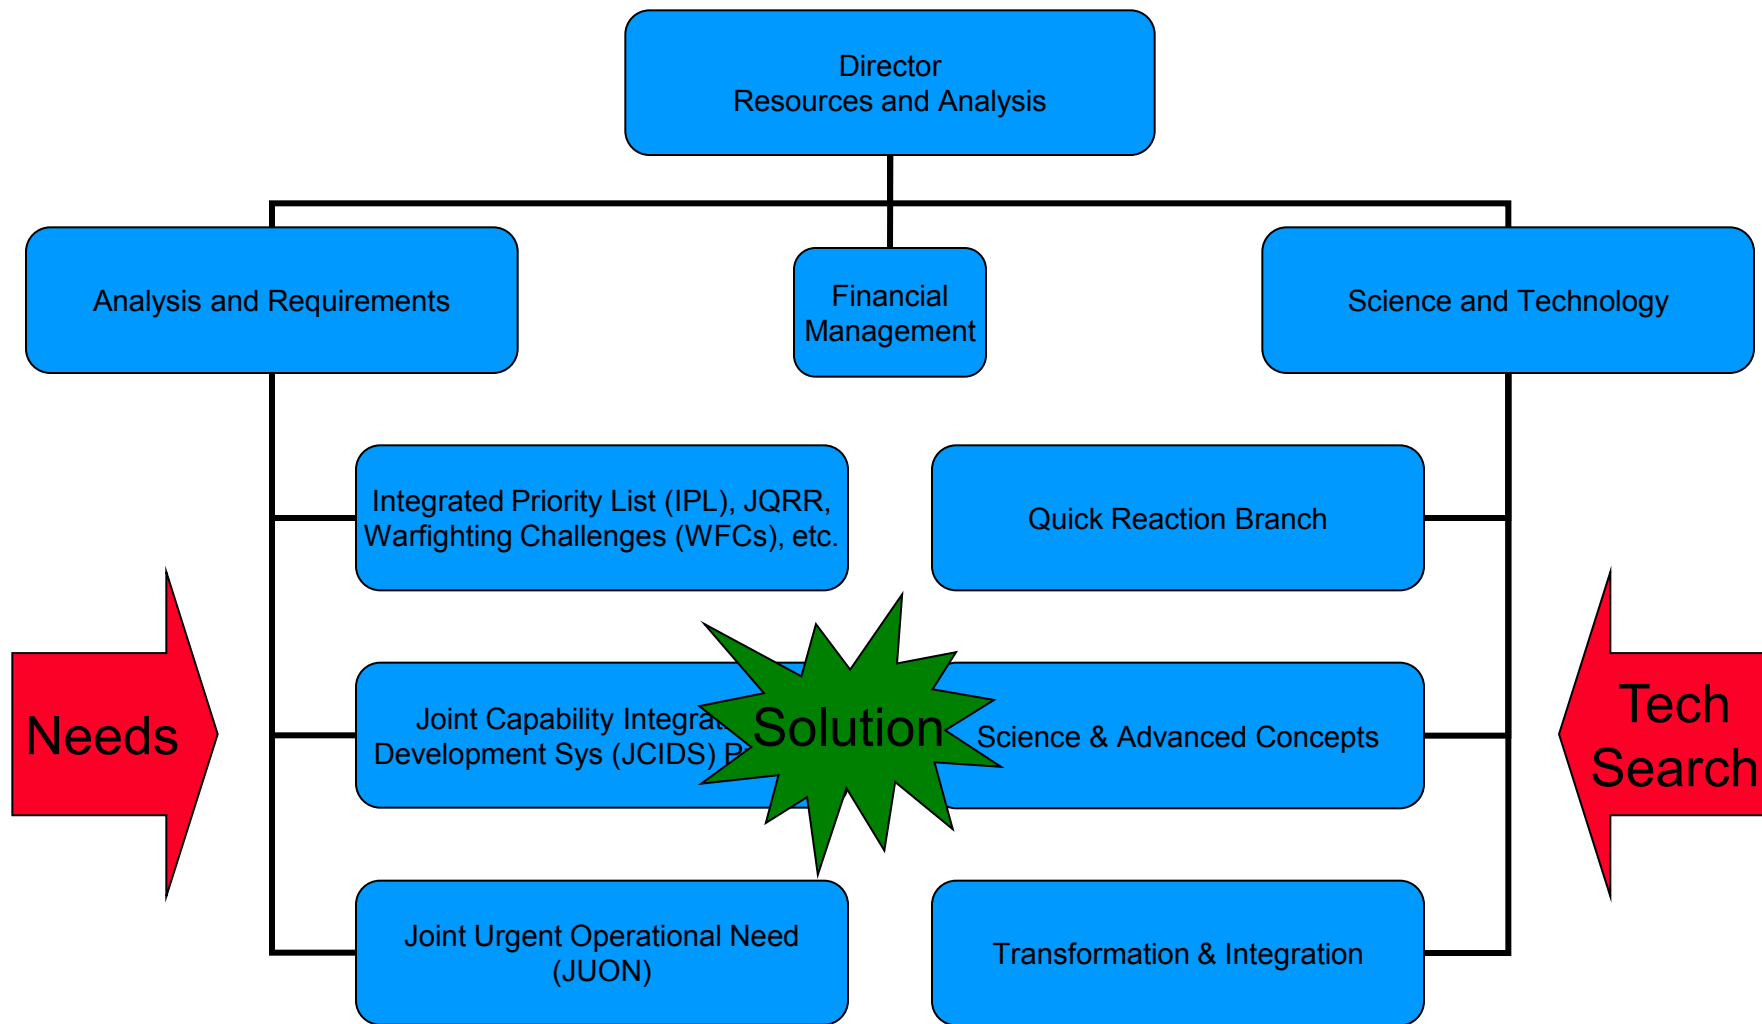 Director
Resources and Analysis
Analysis and Requirements
Financial
Management
Science and Technology
Integrated Priority List (IPL), JQRR,
Warfighting Challenges (WFCs), etc.
Quick Reaction Branch
Needs
Joint Capability
Development Sys (JCIDS)
Solution
Science & Advanced Concepts
Tech
Search
Joint Urgent Operational Need
(JUON)
Transformation & Integration